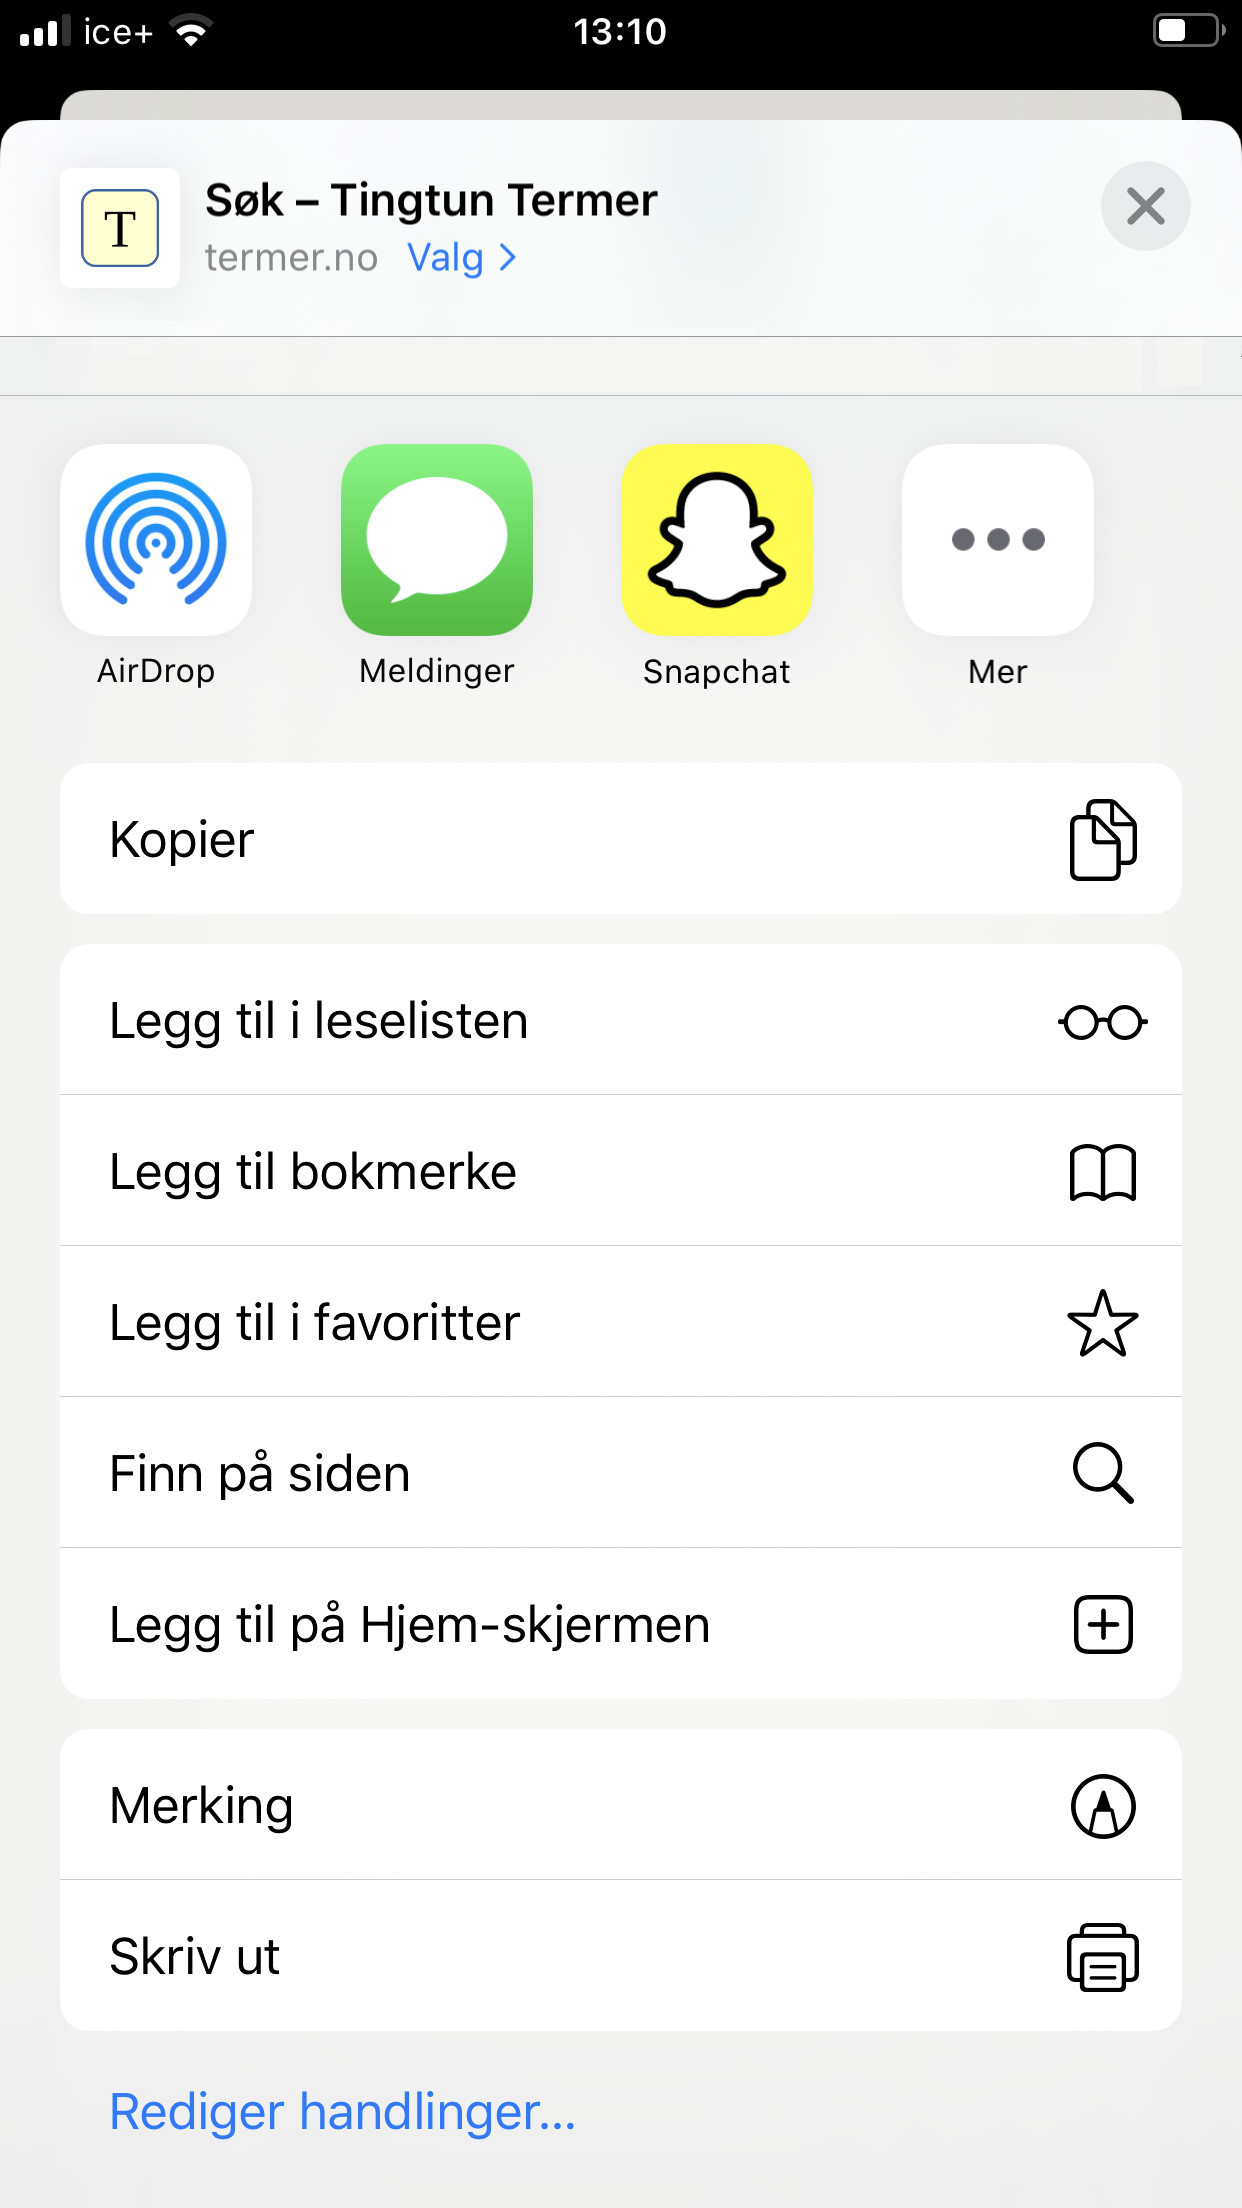 ice+
13:10
T
Søk – Tingtun Termer
termer.no Valg
AirDrop
Meldinger
Snapchat
Mer
Kopier
Legg til i leselisten
Legg til bokmerke
Legg til i favoritter
Finn på siden
Legg til på Hjem-skjermen
Merking
Skriv ut
Rediger handlinger...